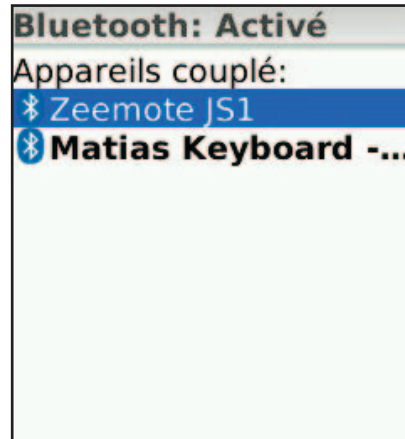 Bluetooth: Activé
Appareils couplé:
Zeemote JS1
Matias Keyboard -...